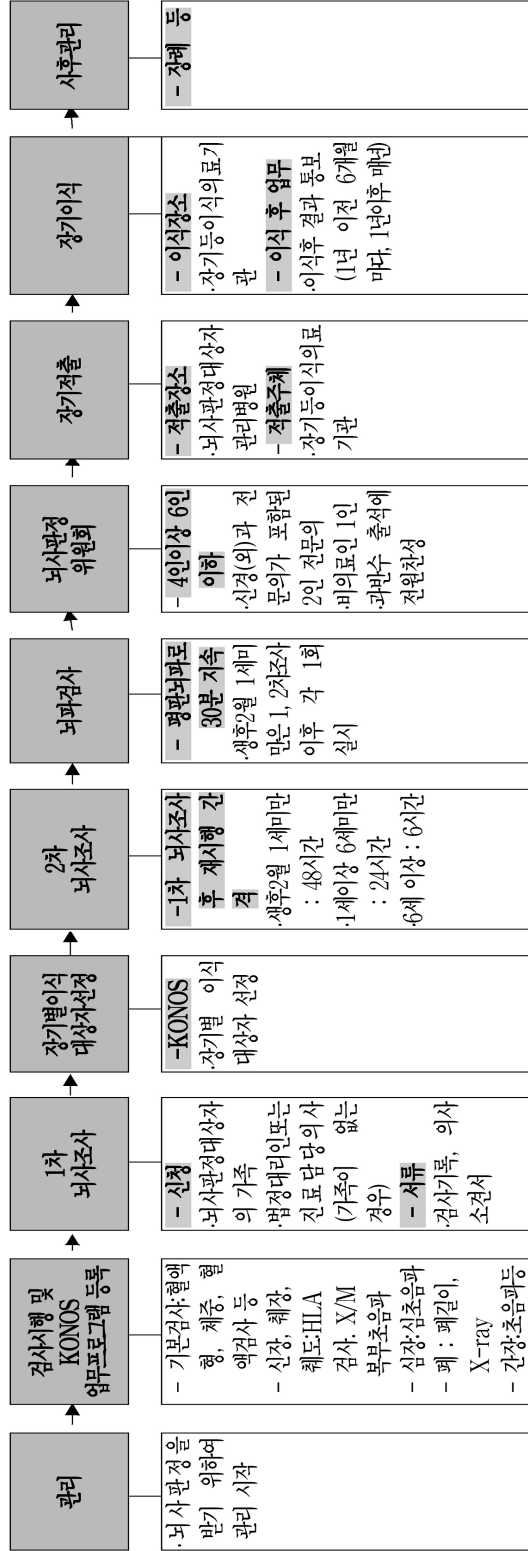 관리
·뇌사판정을
받기 위하여
관리 시작
검사시행 및
KONOS
업무프로그램 등록
- 기본검사:혈액
형, 체중, 혈
액검사 등
- 신장, 췌장,
췌도:HLA
검사. X/M
복부초음파
- 심장:심초음파
- 폐 : 폐길이,
X-ray
- 간장:초음파등
1차
뇌사조사
- 신청
·뇌사판정대상자
의 가족
·법정대리인또는
진료담당의사
(가족이 없는
경우)
- 서류
·검사기록, 의사
소견서
장기별이식
대상자선정
-KONOS
·장기별 이식
대상자 선정
2차
뇌사조사
-1차 뇌사조사
후 재시행 간
격
·생후2월 1세미만
: 48시간
·1세이상 6세미만
: 24시간
·6세 이상 : 6시간
뇌파검사
- 평판뇌파로
30분 지속
·생후2월 1세미
만은 1, 2차조사
이후 각 1회
실시
뇌사판정
위원회
- 4인이상 6인
이하
·신경(외)과 전
문의가 포함된
2인 전문의
·비의료인 1인
·과반수 출석에
전원찬성
장기적출
- 적출장소
·뇌사판정대상자
관리병원
- 적출주체
·장기등이식의료
기관
장기이식
- 이식장소
·장기등이식의료기
관
- 이식 후 업무
·이식후 결과 통보
(1년 이전 6개월
마다, 1년이후 매년)
사후관리
- 장례 등